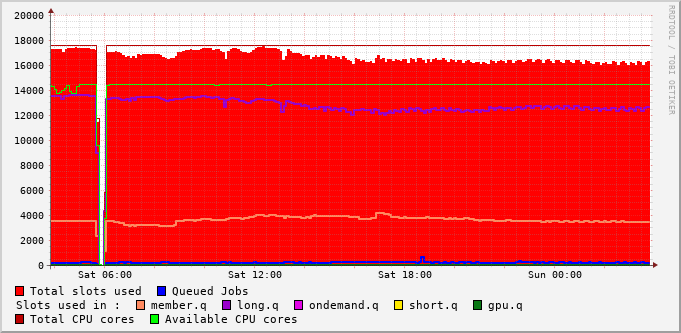 20000
18000
16000
14000
12000
10000
8000
6000
4000
2000
0
Sat 06:00 Sat 12:00 Sat 18:00 Sun 00:00
RRDTOOL / TOBI OETIKER
Total slots used Queued Jobs
Slots used in : member.q long.q ondemand.q short.q gpu.q
Total CPU cores Available CPU cores